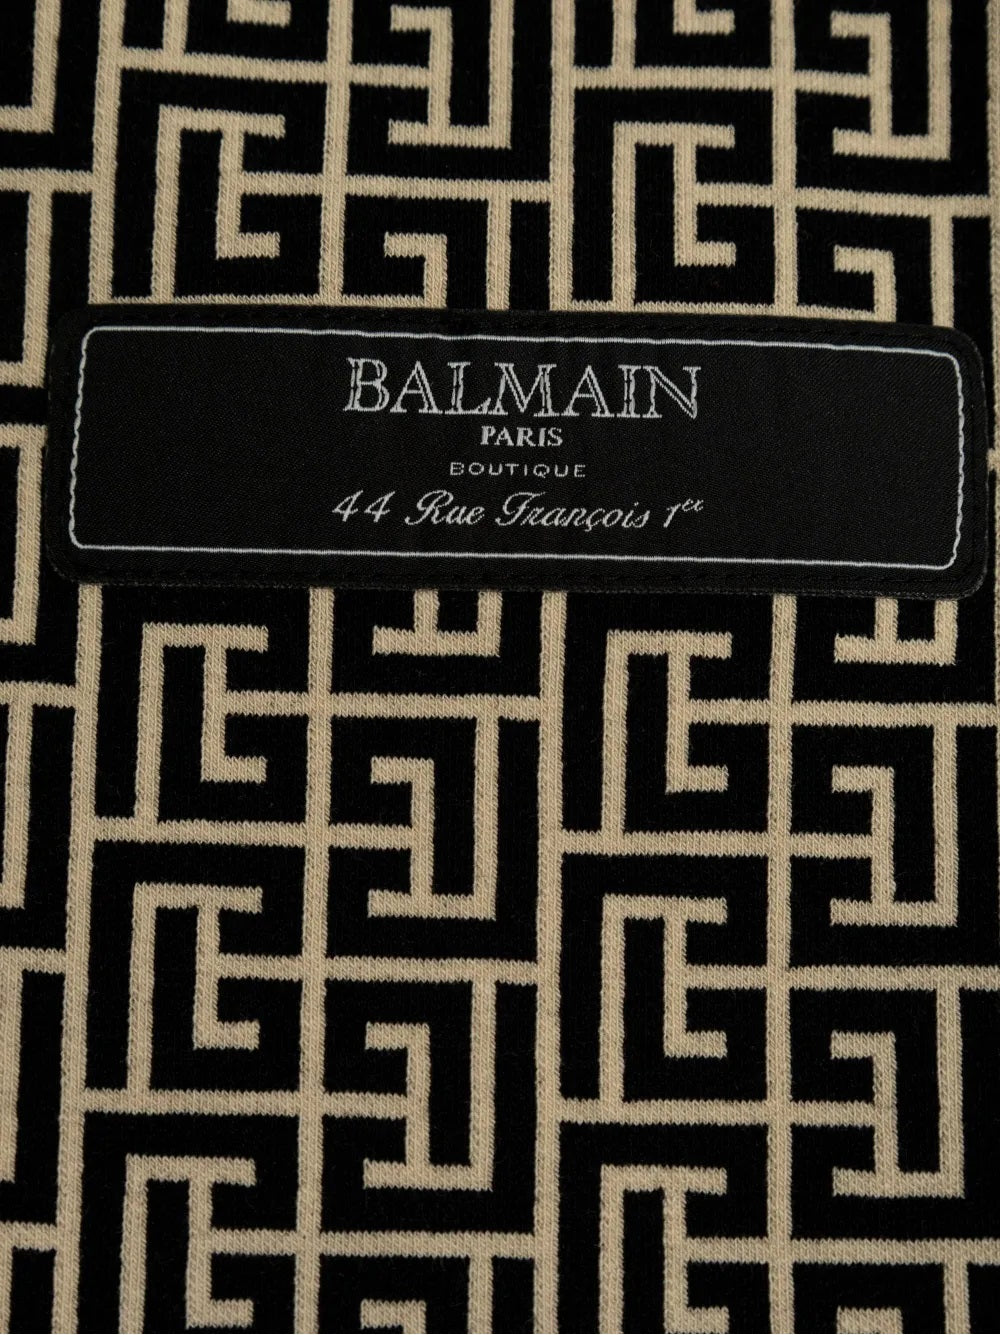 BALMAIN
PARIS
BOUTIQUE
44 Rue François 1er